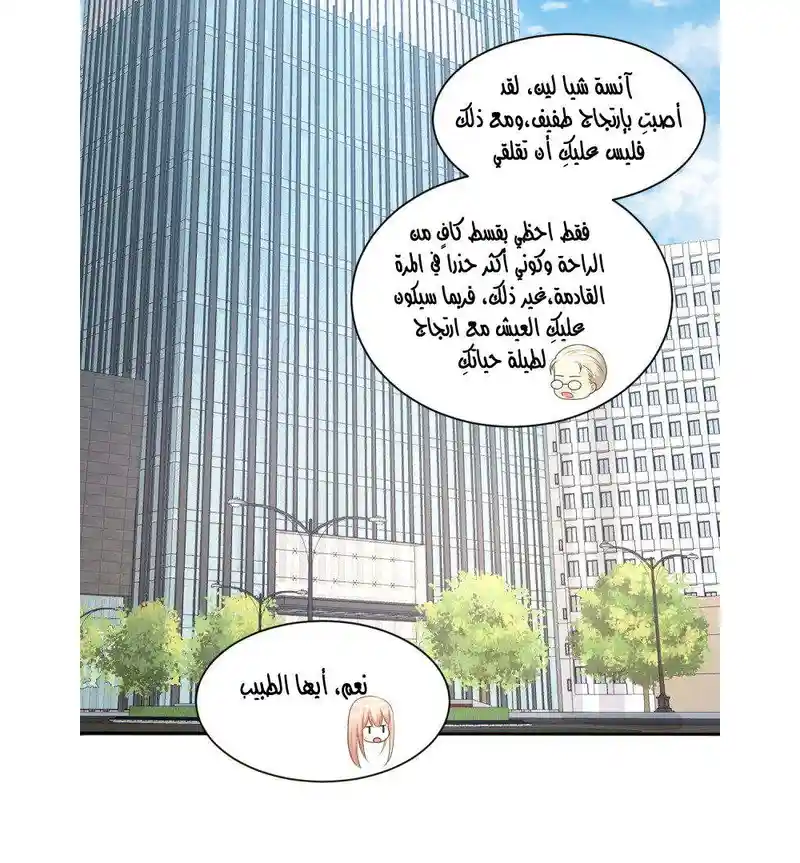 آنسة شيا لين، لقد
أصبتِ بإرتجاج طفيف،ومع ذلك
فليس عليكِ أن تقلقي
فقط احظي بقسط كافٍ من
الراحة وكوني أكثر حذرا في المرة
القادمة،غير ذلك، فربما سيكون
عليكِ العيش مع ارتجاج
لطيلة حياتكِ
نعم، أيها الطبيب